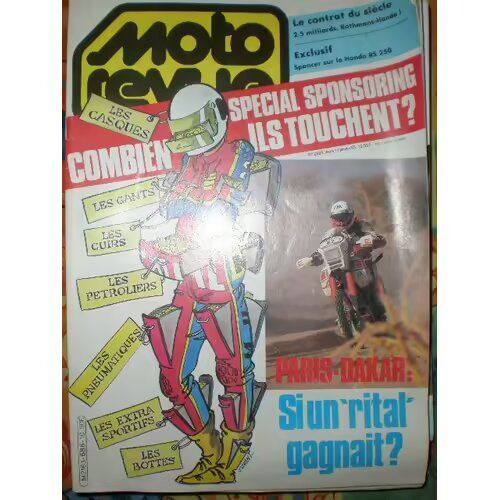 Moto
revue
Le contrat du siècle
2.5 milliards, Rothmans-Honda !
Exclusif
Spencer sur la Honda RS 250
SPECIAL SPONSØRING
COMBIEN ILS TOUCHENT?
LES
CASQUES
LES GANTS
LES
CUIRS
LES
PETROLIERS
LES
PNEUMATIQUES
LES EXTRA
SPORTIFS
LES
BOTTES
PARIS-DAKAR:
Si un "rital"
gagnait?